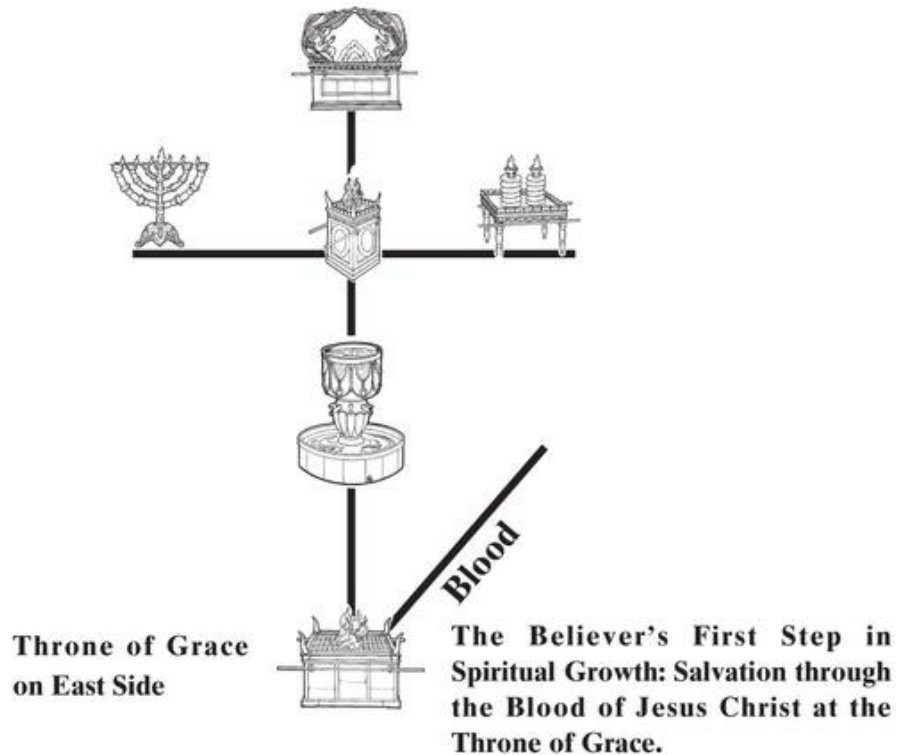 Blood
Throne of Grace
on East Side
The Believer's First Step in
Spiritual Growth: Salvation through
the Blood of Jesus Christ at the
Throne of Grace.